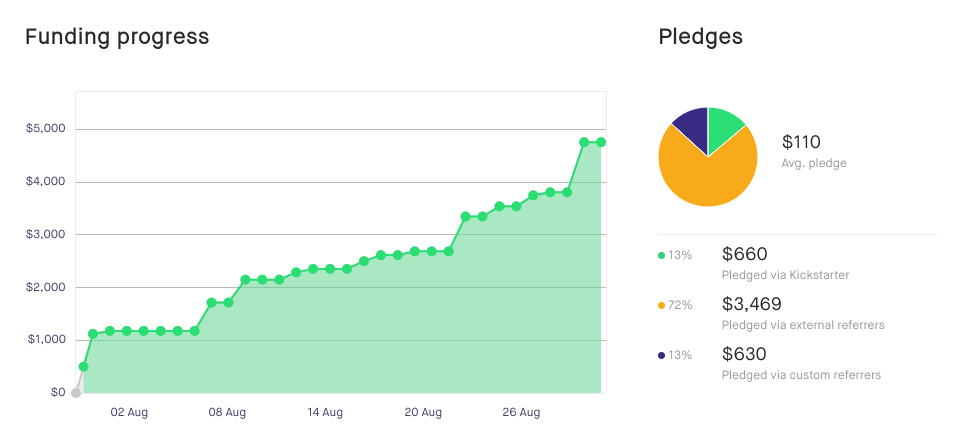 Funding progress
Pledges
$5,000
$4,000
$3,000
$2,000
$1,000
$0
02 Aug
08 Aug
14 Aug
20 Aug
26 Aug
$110
Avg. pledge
13%
$660
Pledged via Kickstarter
72%
$3,469
Pledged via external referrers
13%
$630
Pledged via custom referrers